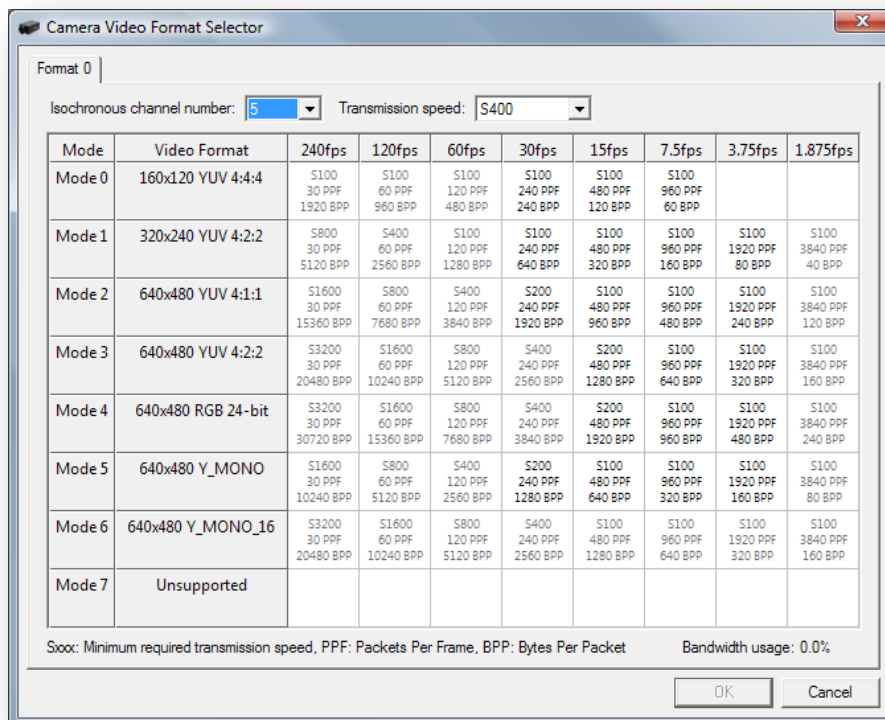 Camera Video Format Selector
Format 0
Isochronous channel number: 5 Transmission speed: S400
Mode Video Format 240fps 120fps 60fps 30fps 15fps 7.5fps 3.75fps 1.875fps
Mode 0 160x120 YUV 4:4:4 S100 S100 S100 S100 S100 S100
30 PPF 60 PPF 120 PPF 240 PPF 480 PPF 960 PPF
1920 BPP 960 BPP 480 BPP 240 BPP 120 BPP 60 BPP
Mode 1 320x240 YUV 4:2:2 S800 S400 S100 S100 S100 S100 S100 S100
30 PPF 60 PPF 120 PPF 240 PPF 480 PPF 960 PPF 1920 PPF 3840 PPF
5120 BPP 2560 BPP 1280 BPP 640 BPP 320 BPP 160 BPP 80 BPP 40 BPP
Mode 2 640x480 YUV 4:1:1 S1600 S800 S400 S200 S100 S100 S100 S100
30 PPF 60 PPF 120 PPF 240 PPF 480 PPF 960 PPF 1920 PPF 3840 PPF
15360 BPP 7680 BPP 3840 BPP 1920 BPP 960 BPP 480 BPP 240 BPP 120 BPP
Mode 3 640x480 YUV 4:2:2 S3200 S1600 S800 S400 S200 S100 S100 S100
30 PPF 60 PPF 120 PPF 240 PPF 480 PPF 960 PPF 1920 PPF 3840 PPF
20480 BPP 10240 BPP 5120 BPP 2560 BPP 1280 BPP 640 BPP 320 BPP 160 BPP
Mode 4 640x480 RGB 24-bit S3200 S1600 S800 S400 S200 S100 S100 S100
30 PPF 60 PPF 120 PPF 240 PPF 480 PPF 960 PPF 1920 PPF 3840 PPF
30720 BPP 15360 BPP 7680 BPP 3840 BPP 1920 BPP 960 BPP 480 BPP 240 BPP
Mode 5 640x480 Y_MONO S1600 S800 S400 S200 S100 S100 S100 S100
30 PPF 60 PPF 120 PPF 240 PPF 480 PPF 960 PPF 1920 PPF 3840 PPF
10240 BPP 5120 BPP 2560 BPP 1280 BPP 640 BPP 320 BPP 160 BPP 80 BPP
Mode 6 640x480 Y_MONO_16 S3200 S1600 S800 S400 S100 S100 S100 S100
30 PPF 60 PPF 120 PPF 240 PPF 480 PPF 960 PPF 1920 PPF 3840 PPF
20480 BPP 10240 BPP 5120 BPP 2560 BPP 1280 BPP 640 BPP 320 BPP 160 BPP
Mode 7 Unsupported
Sxxx: Minimum required transmission speed, PPF: Packets Per Frame, BPP: Bytes Per Packet Bandwidth usage: 0.0%
OK Cancel